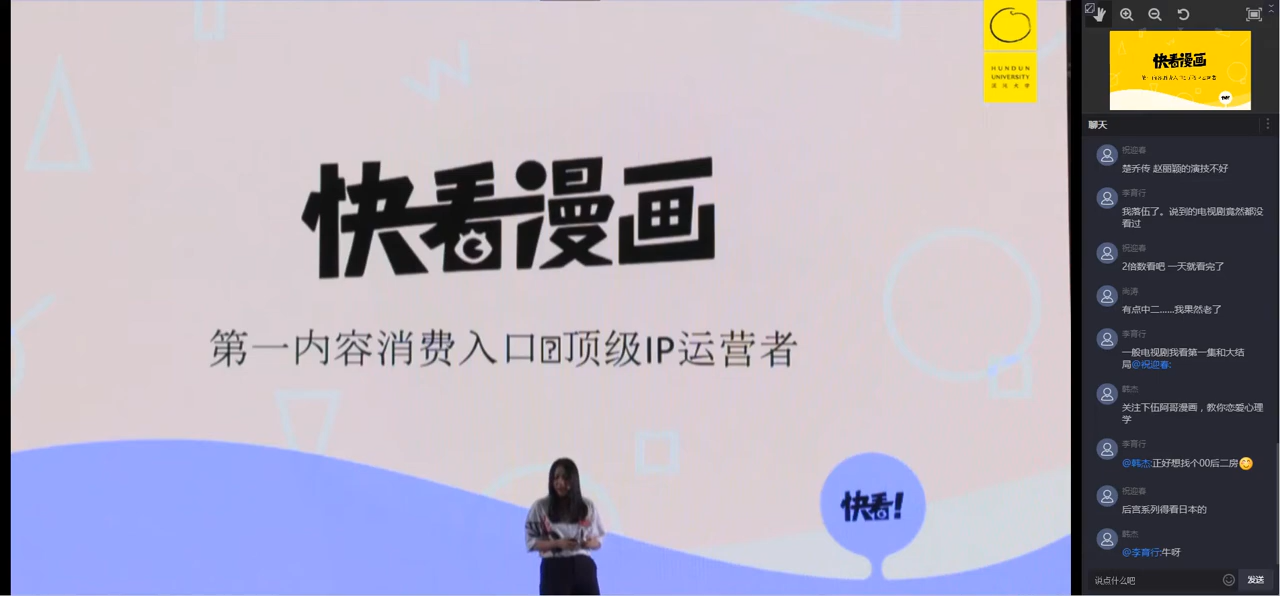 HUNDUN
UNIVERSITY
快看漫画
第一内容消费入口 顶级IP运营者
快看!
快看漫画
聊天
祝迎春
楚乔传 赵丽颖的演技不好
李育行
我落伍了。说到的电视剧竟然都没
看过
祝迎春
2倍数看吧 一天就看完了
尚涛
有点中二......我果然老了
李育行
一般电视剧我看第一集和大结
局@祝迎春:
韩杰
关注下伍阿哥漫画，教你恋爱心理
学
李育行
@韩杰:正好想找个00后二房
祝迎春
后宫系列得看日本的
韩杰
@李育行:牛呀
说点什么吧
发送